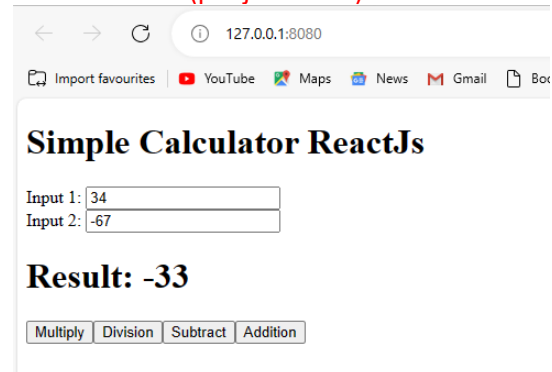 127.0.0.1:8080
Import favourites YouTube Maps News Gmail
Simple Calculator ReactJs
Input 1: 34
Input 2: -67
Result: -33
Multiply Division Subtract Addition